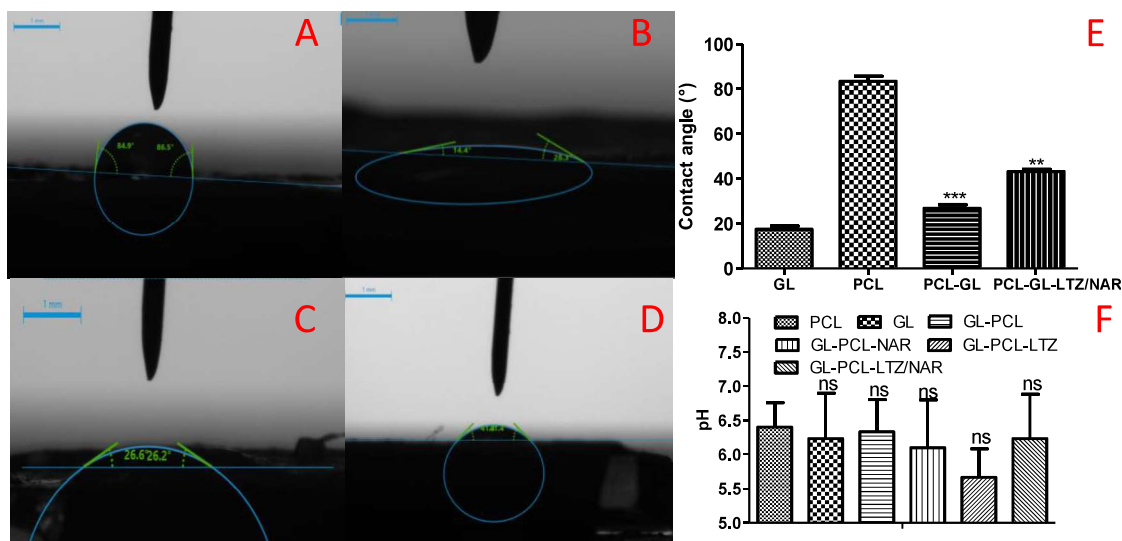 1 mm
A
84.9°
86.5°
B
14.4°
1 mm
C
26.6°
26.2°
1 mm
D
E
Contact angle (°)
100
80
60
40
20
0
***
**
GL
PCL
PCL-GL
PCL-GL-LTZ/NAR
F
PCL GL GL-PCL
GL-PCL-NAR GL-PCL-LTZ
GL-PCL-LTZ/NAR
pH
8.0
7.5
7.0
6.5
6.0
5.5
5.0
ns
ns
ns
ns
ns